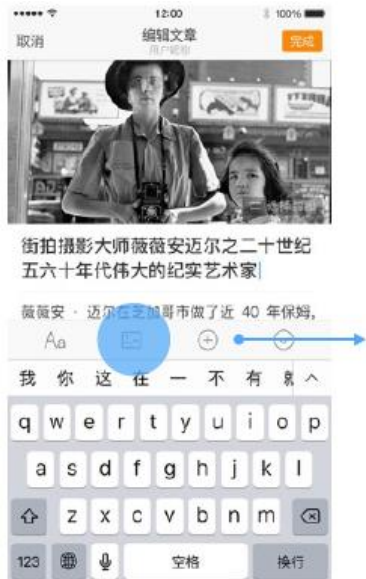 12:00
100%
取消
编辑文章
用户昵称
完成
街拍摄影大师薇薇安迈尔之二十世纪
五六十年代伟大的纪实艺术家
薇薇安 · 迈尔在芝加哥市做了近 40 年保姆,
Aa
我 你 这 在 一 不 有
q w e r t y u i o p
a s d f g h j k l
z x c v b n m
123 空格 换行